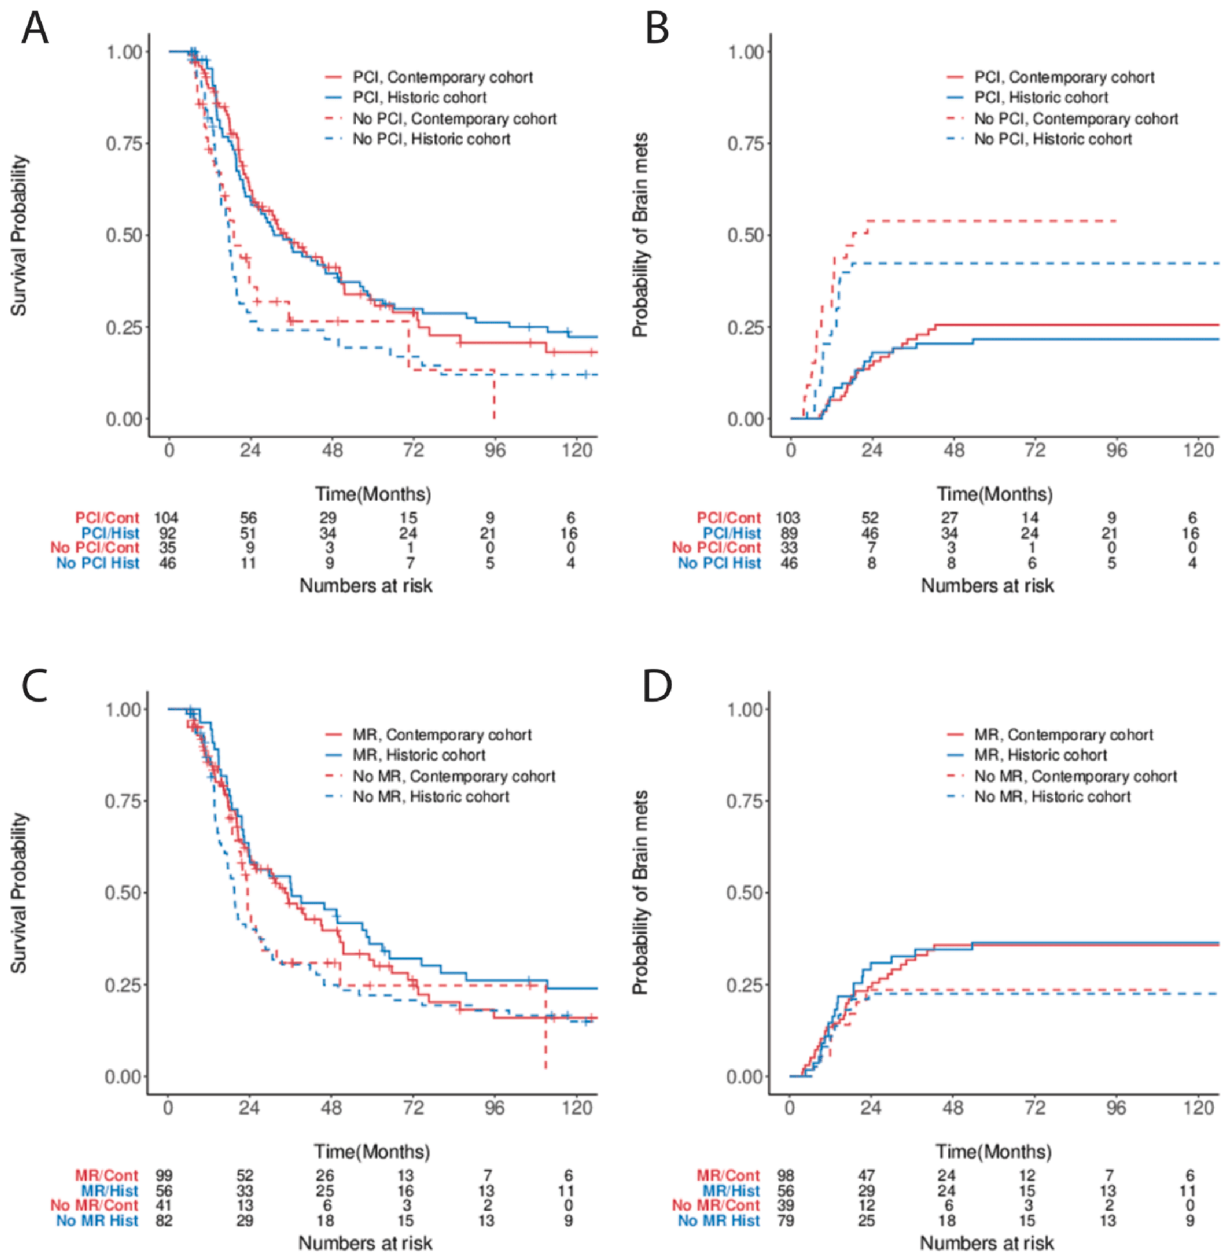 A
1.00
0.75
0.50
0.25
0.00
Survival Probability
PCI, Contemporary cohort
PCI, Historic cohort
No PCI, Contemporary cohort
No PCI, Historic cohort
0 24 48 72 96 120
Time(Months)
PCI/Cont 104 56 29 15 9 6
PCI/Hist 92 51 34 24 21 16
No PCI/Cont 35 9 3 1 0 0
No PCI Hist 46 11 9 7 5 4
Numbers at risk
B
1.00
0.75
0.50
0.25
0.00
Probability of Brain mets
PCI, Contemporary cohort
PCI, Historic cohort
No PCI, Contemporary cohort
No PCI, Historic cohort
0 24 48 72 96 120
Time(Months)
PCI/Cont 103 52 27 14 9 6
PCI/Hist 89 46 34 24 21 16
No PCI/Cont 33 7 3 1 0 0
No PCI Hist 46 8 8 6 5 4
Numbers at risk
C
1.00
0.75
0.50
0.25
0.00
Survival Probability
MR, Contemporary cohort
MR, Historic cohort
No MR, Contemporary cohort
No MR, Historic cohort
0 24 48 72 96 120
Time(Months)
MR/Cont 99 52 26 13 7 6
MR/Hist 56 33 25 16 13 11
No MR/Cont 41 13 6 3 2 0
No MR Hist 82 29 18 15 13 9
Numbers at risk
D
1.00
0.75
0.50
0.25
0.00
Probability of Brain mets
MR, Contemporary cohort
MR, Historic cohort
No MR, Contemporary cohort
No MR, Historic cohort
0 24 48 72 96 120
Time(Months)
MR/Cont 98 47 24 12 7 6
MR/Hist 56 29 24 15 13 11
No MR/Cont 39 12 6 3 2 0
No MR Hist 79 25 18 15 13 9
Numbers at risk